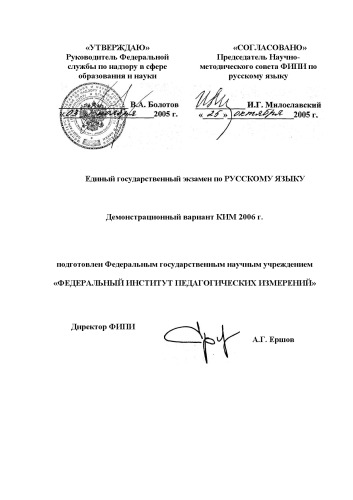 «УТВЕРЖДАЮ»
Руководитель Федеральной
службы по надзору в сфере
образования и науки
В.А. Болотов
«03» ноября 2005 г.
«СОГЛАСОВАНО»
Председатель Научно-
методического совета ФИПИ по
русскому языку
И.Г. Милославский
«26» октября 2005 г.
Единый государственный экзамен по РУССКОМУ ЯЗЫКУ
Демонстрационный вариант КИМ 2006 г.
подготовлен Федеральным государственным научным учреждением
«ФЕДЕРАЛЬНЫЙ ИНСТИТУТ ПЕДАГОГИЧЕСКИХ ИЗМЕРЕНИЙ»
Директор ФИПИ
А.Г. Ершов